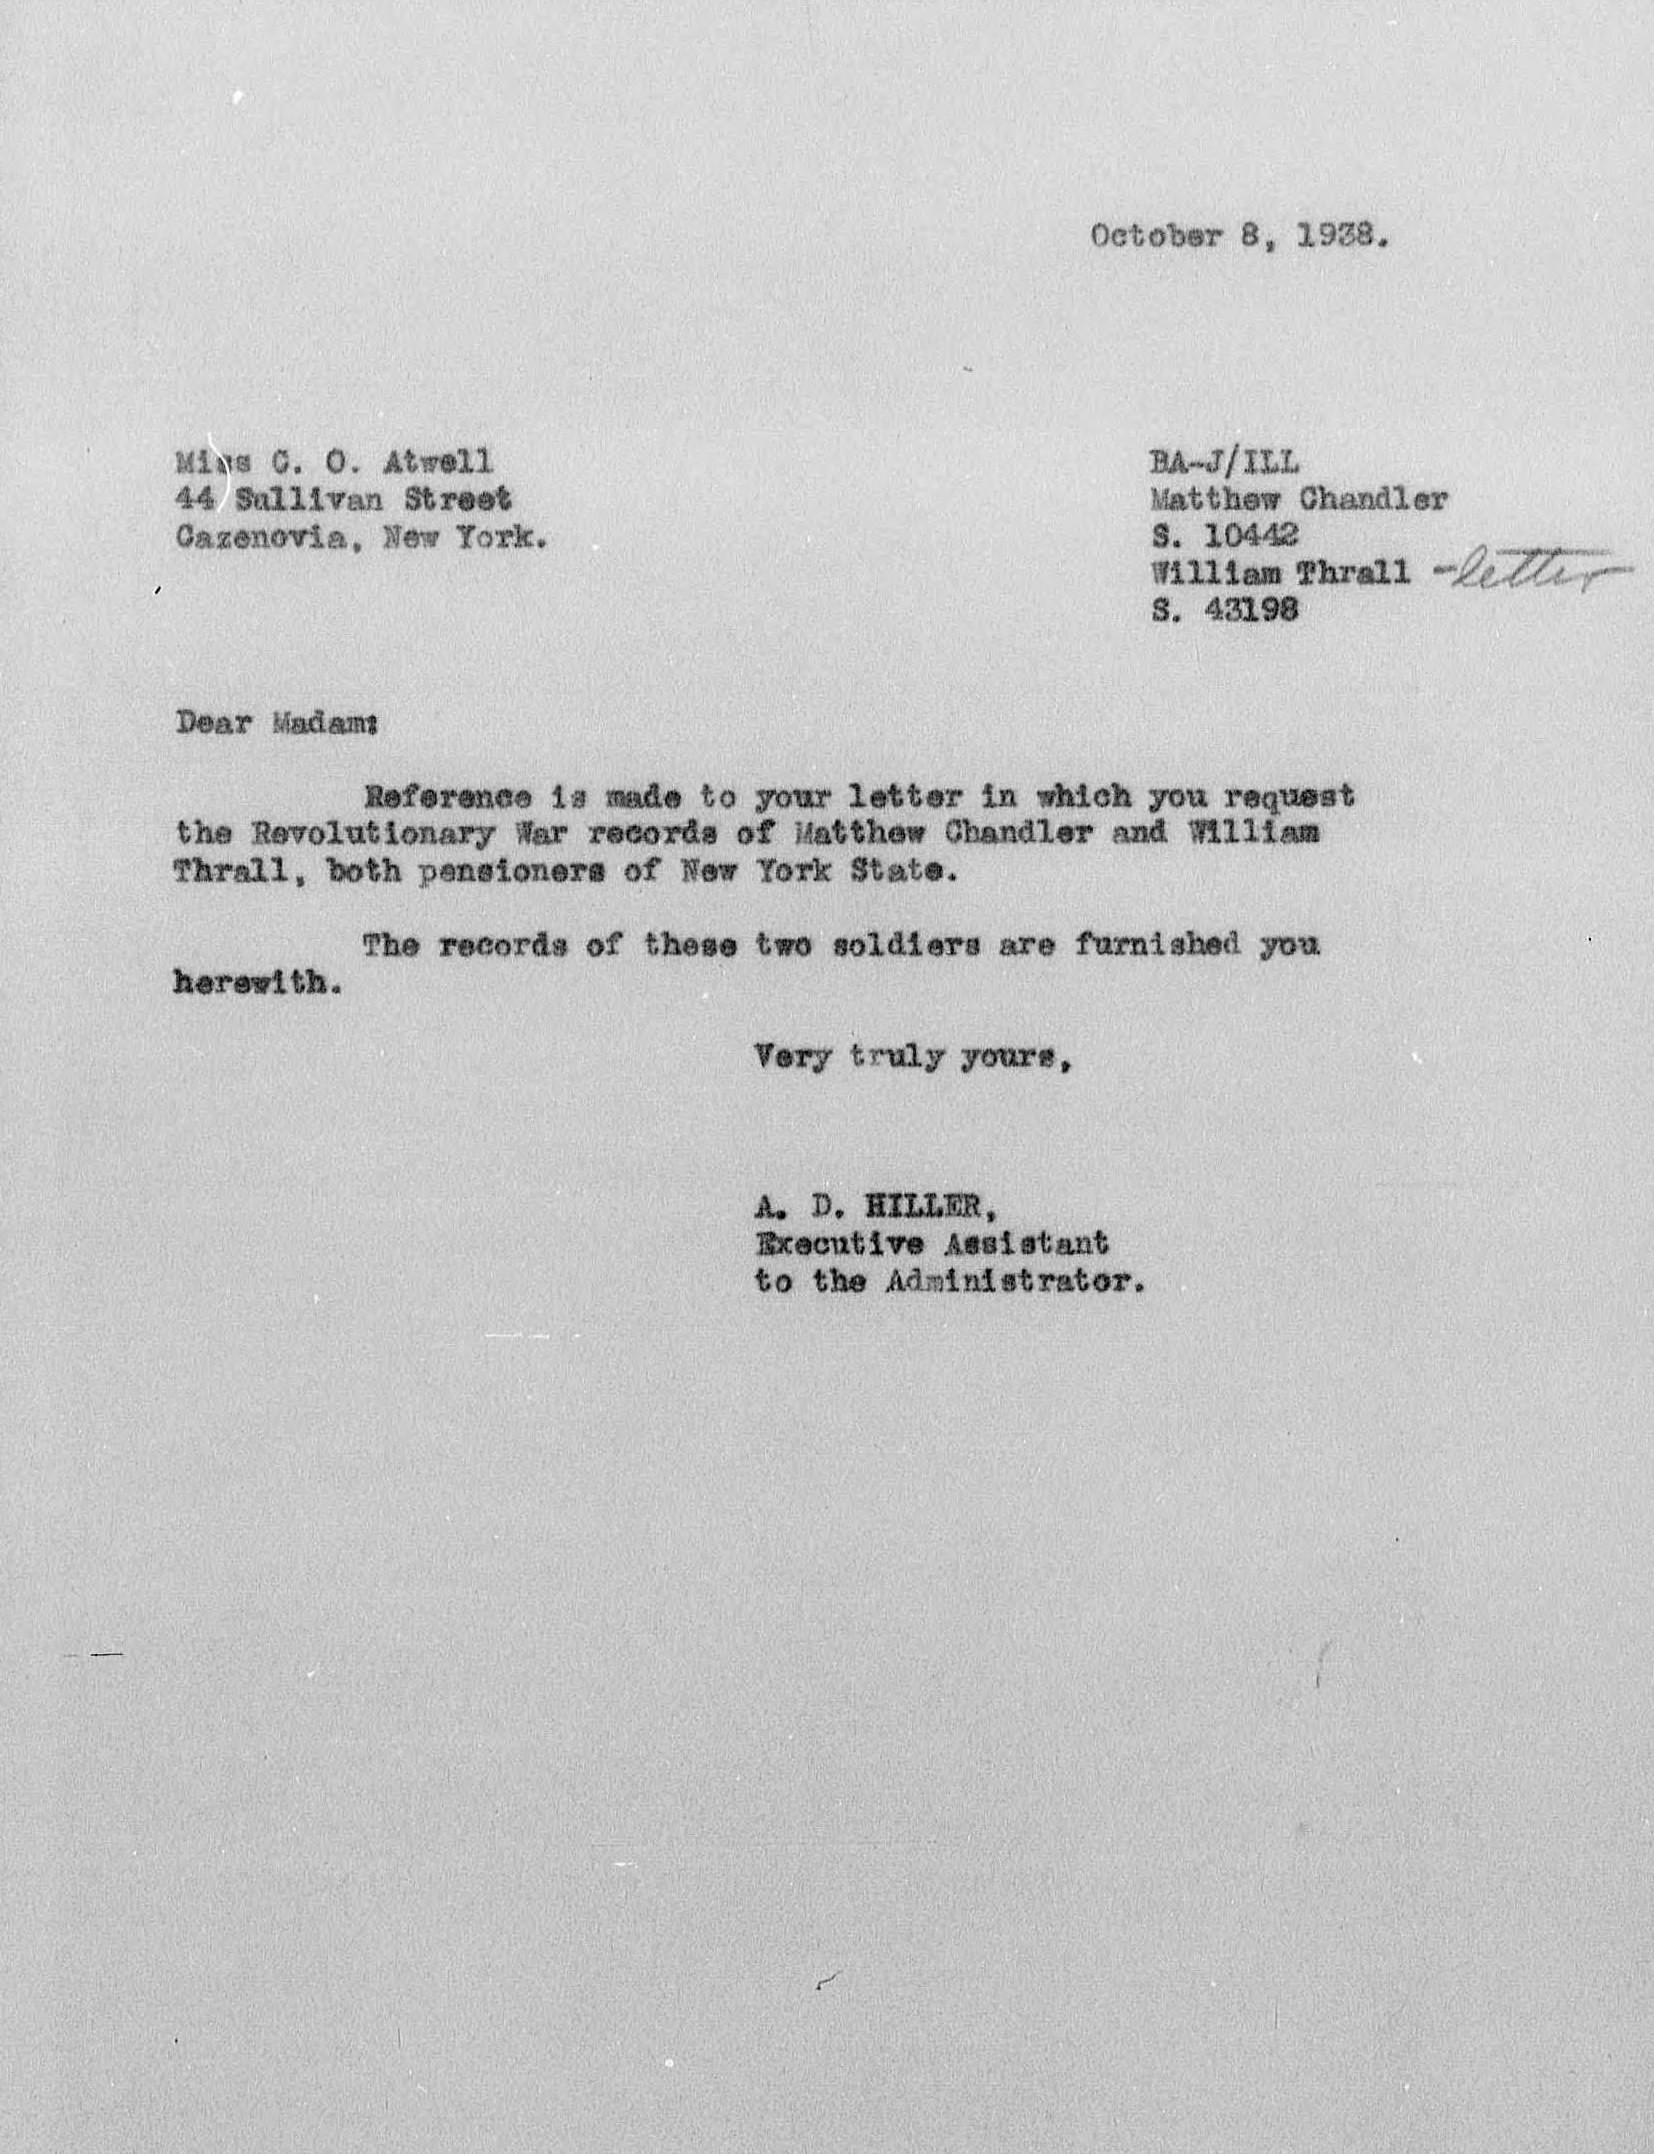 October 8, 1938.
Miss C. O. Atwell
44 Sullivan Street
Cazenovia, New York.
BA-J/ILL
Matthew Chandler
S. 10442
William Thrall -letter
S. 43198
Dear Madam:
Reference is made to your letter in which you request
the Revolutionary War records of Matthew Chandler and William
Thrall, both pensioners of New York State.
The records of these two soldiers are furnished you
herewith.
Very truly yours,
A. D. HILLER,
Executive Assistant
to the Administrator.